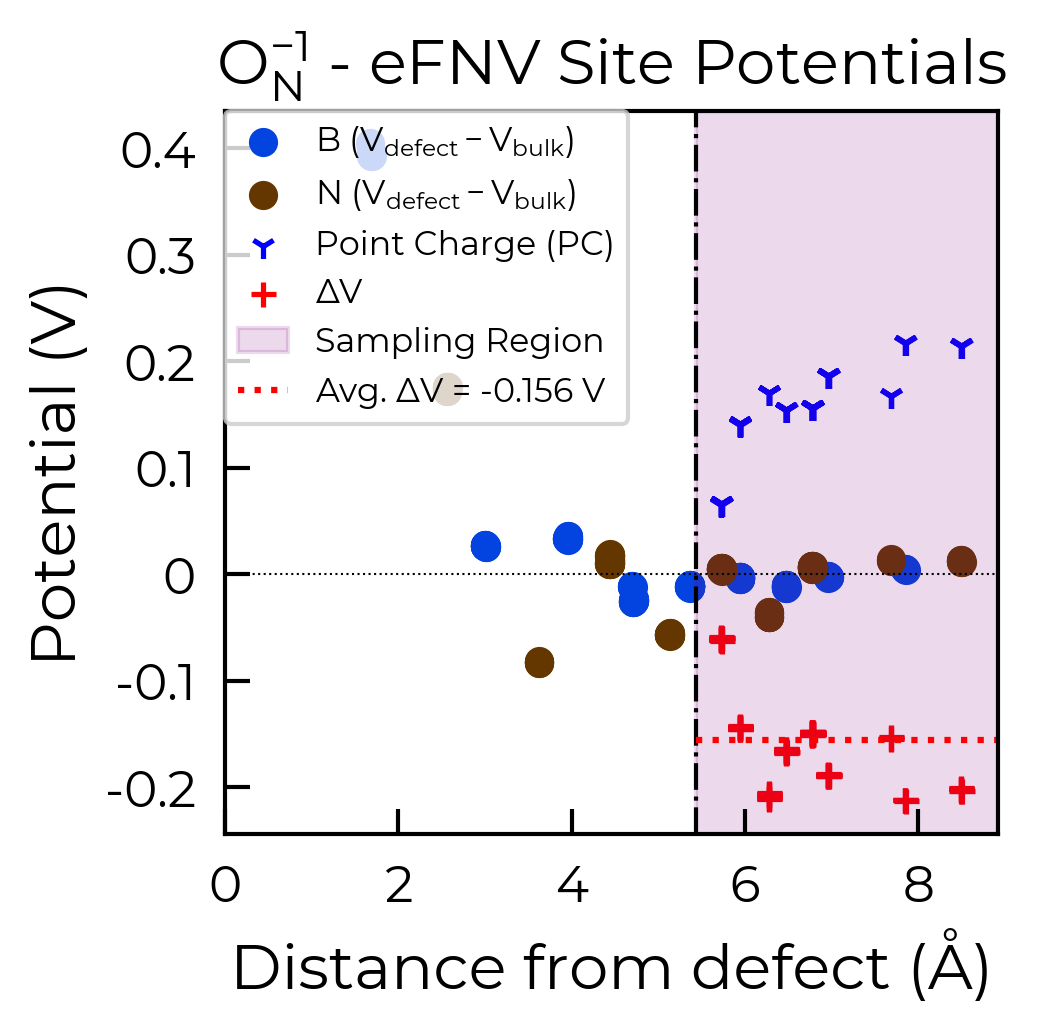 O_N^−1 - eFNV Site Potentials
B (V_defect − V_bulk)
N (V_defect − V_bulk)
Point Charge (PC)
ΔV
Sampling Region
Avg. ΔV = -0.156 V
Potential (V)
0.4
0.3
0.2
0.1
0
-0.1
-0.2
0 2 4 6 8
Distance from defect (Å)